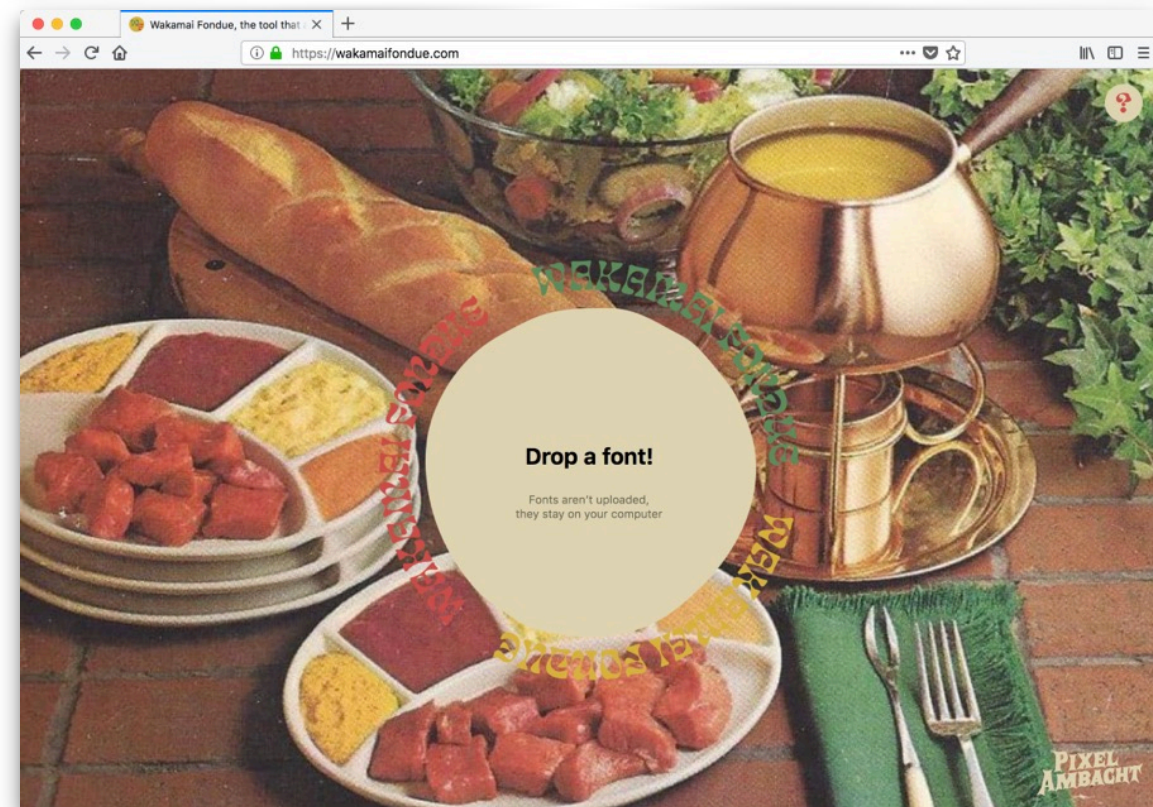 Wakamai Fondue, the tool that
https://wakamaifondue.com
?
WAKAMAI FONDUE
WAKAMAI FONDUE
WAKAMAI FONDUE
Drop a font!
Fonts aren't uploaded,
they stay on your computer
PIXEL
AMBACHT